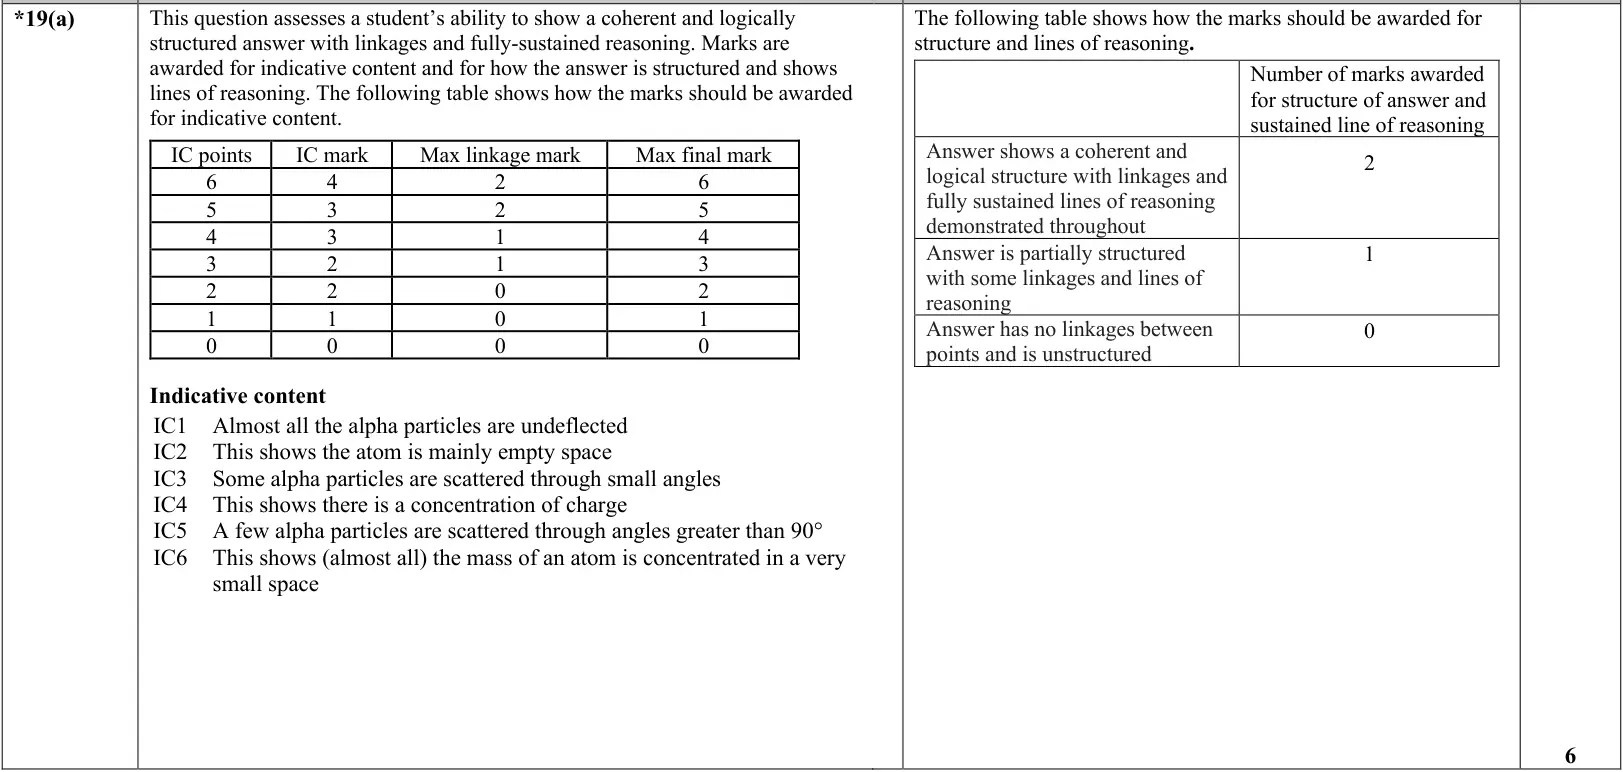 *19(a)
This question assesses a student’s ability to show a coherent and logically
structured answer with linkages and fully-sustained reasoning. Marks are
awarded for indicative content and for how the answer is structured and shows
lines of reasoning. The following table shows how the marks should be awarded
for indicative content.
IC points IC mark Max linkage mark Max final mark
6 4 2 6
5 3 2 5
4 3 1 4
3 2 1 3
2 2 0 2
1 1 0 1
0 0 0 0
Indicative content
IC1 Almost all the alpha particles are undeflected
IC2 This shows the atom is mainly empty space
IC3 Some alpha particles are scattered through small angles
IC4 This shows there is a concentration of charge
IC5 A few alpha particles are scattered through angles greater than 90°
IC6 This shows (almost all) the mass of an atom is concentrated in a very
small space
The following table shows how the marks should be awarded for
structure and lines of reasoning.
Number of marks awarded
for structure of answer and
sustained line of reasoning
Answer shows a coherent and
logical structure with linkages and
fully sustained lines of reasoning
demonstrated throughout
2
Answer is partially structured
with some linkages and lines of
reasoning
1
Answer has no linkages between
points and is unstructured
0
6